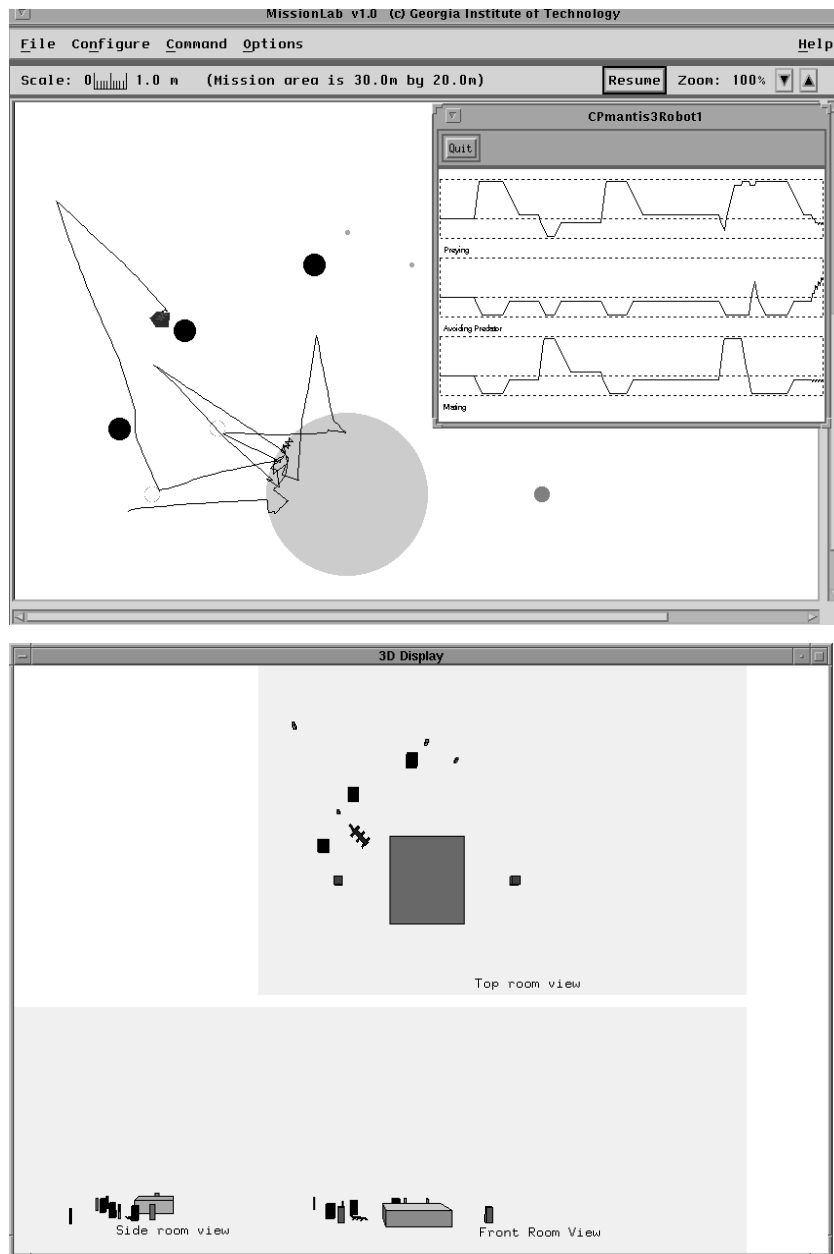 MissionLab v1.0 (c) Georgia Institute of Technology
File Configure Command Options Help
Scale: 0 1.0 m (Mission area is 30.0m by 20.0m) Resume Zoom: 100%
CPmantis3Robot1
Quit
Preying
Avoiding Predator
Mating
3D Display
Top room view
Side room view
Front Room View